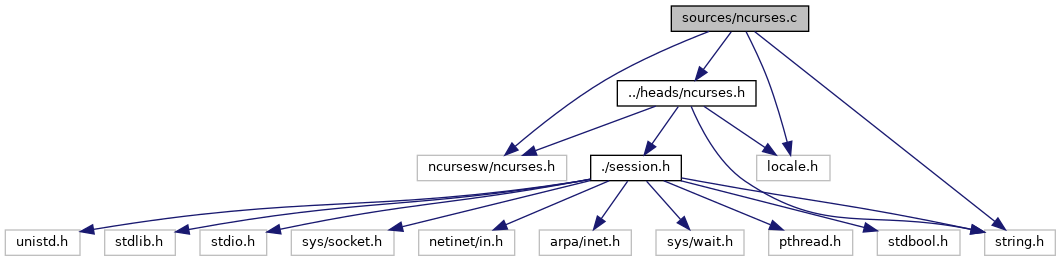 sources/ncurses.c
../heads/ncurses.h
ncursesw/ncurses.h
./session.h
locale.h
unistd.h
stdlib.h
stdio.h
sys/socket.h
netinet/in.h
arpa/inet.h
sys/wait.h
pthread.h
stdbool.h
string.h